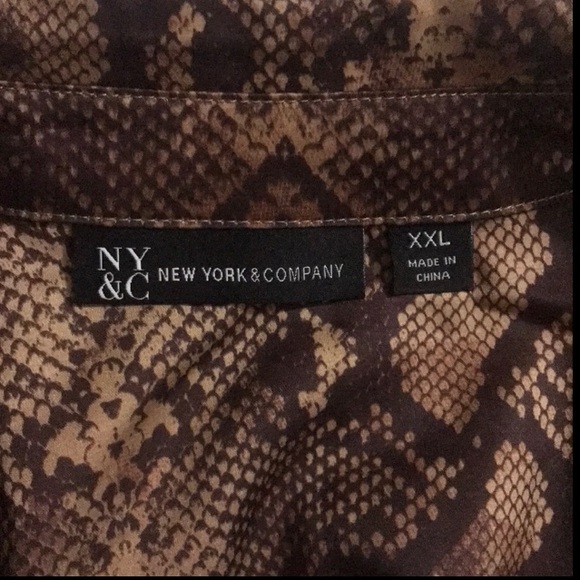 NY
&C NEW YORK & COMPANY
XXL
MADE IN
CHINA